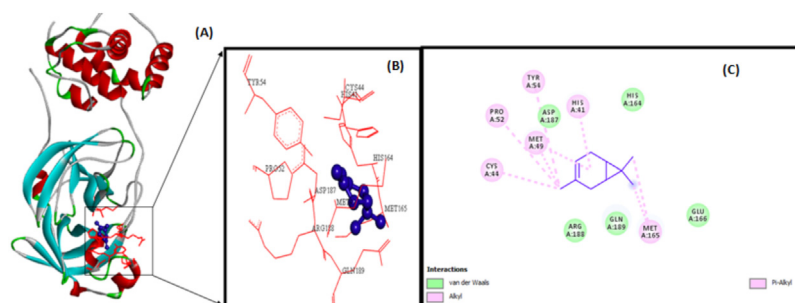 (A)
(B)
TYR54
CYS44
HIS164
PRO52
ASP187
MET165
ARG188
GLN189
(C)
TYR
A:54
HIS
A:164
HIS
A:41
ASP
A:187
PRO
A:52
MET
A:49
CYS
A:44
GLU
A:166
GLN
A:189
ARG
A:188
MET
A:165
Interactions
van der Waals
Alkyl
Pi-Alkyl